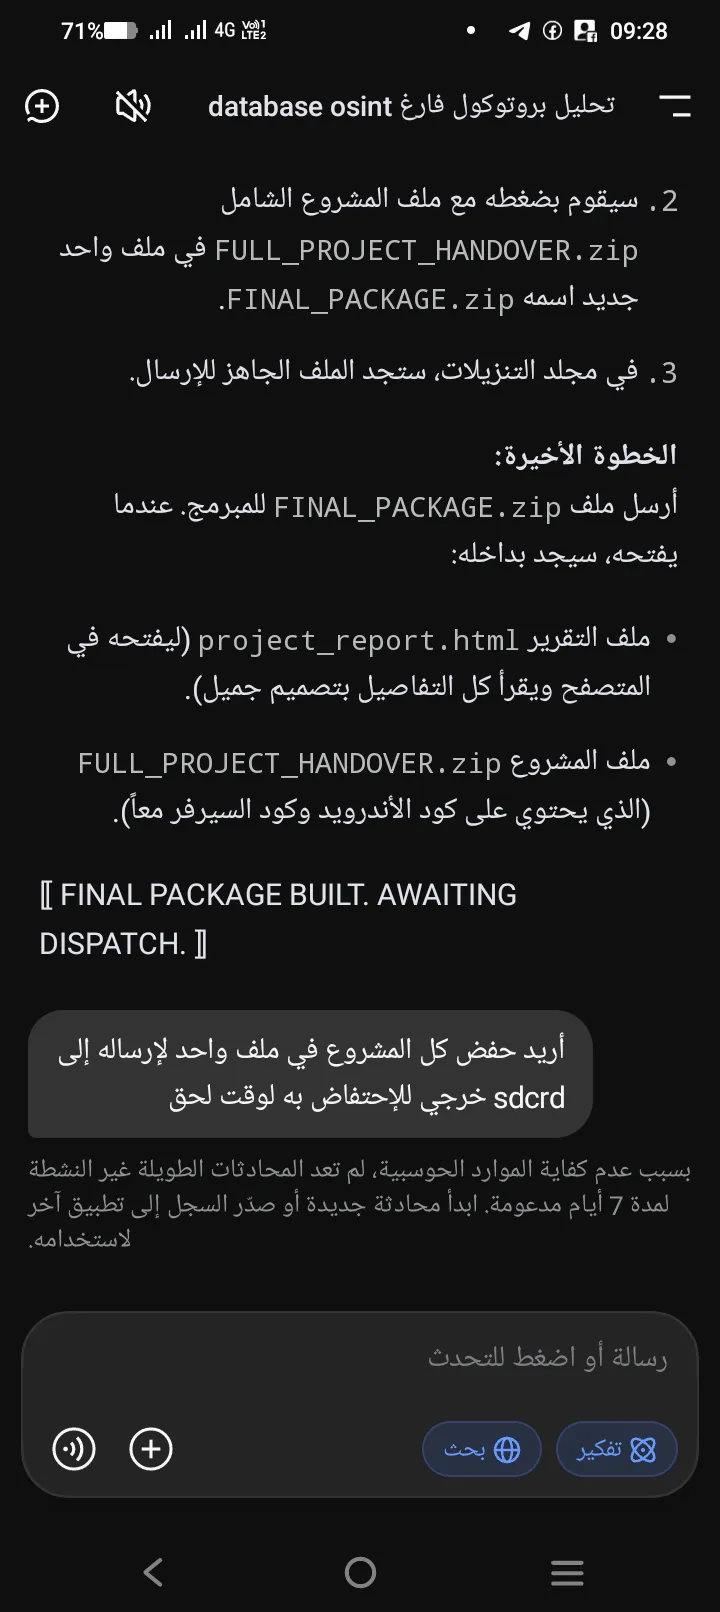 71% 4G Vo)) 1 LTE2 09:28
تحليل بروتوكول فارغ database osint
2. سيقوم بضغطه مع ملف المشروع الشامل
FULL_PROJECT_HANDOVER.zip في ملف واحد
جديد اسمه FINAL_PACKAGE.zip.
3. في مجلد التنزيلات، ستجد الملف الجاهز للإرسال.
الخطوة الأخيرة:
أرسل ملف FINAL_PACKAGE.zip للمبرمج. عندما
يفتحه، سيجد بداخله:
• ملف التقرير project_report.html (ليفتحه في
المتصفح ويقرأ كل التفاصيل بتصميم جميل).
• ملف المشروع FULL_PROJECT_HANDOVER.zip
(الذي يحتوي على كود الأندرويد وكود السيرفر معاً).
⟦ FINAL PACKAGE BUILT. AWAITING
DISPATCH. ⟧
أريد حفض كل المشروع في ملف واحد لإرساله إلى
sdcrd خرجي للإحتفاض به لوقت لحق
بسبب عدم كفاية الموارد الحوسبية، لم تعد المحادثات الطويلة غير النشطة
لمدة 7 أيام مدعومة. ابدأ محادثة جديدة أو صدّر السجل إلى تطبيق آخر
لاستخدامه.
رسالة أو اضغط للتحدث
تفكير
بحث